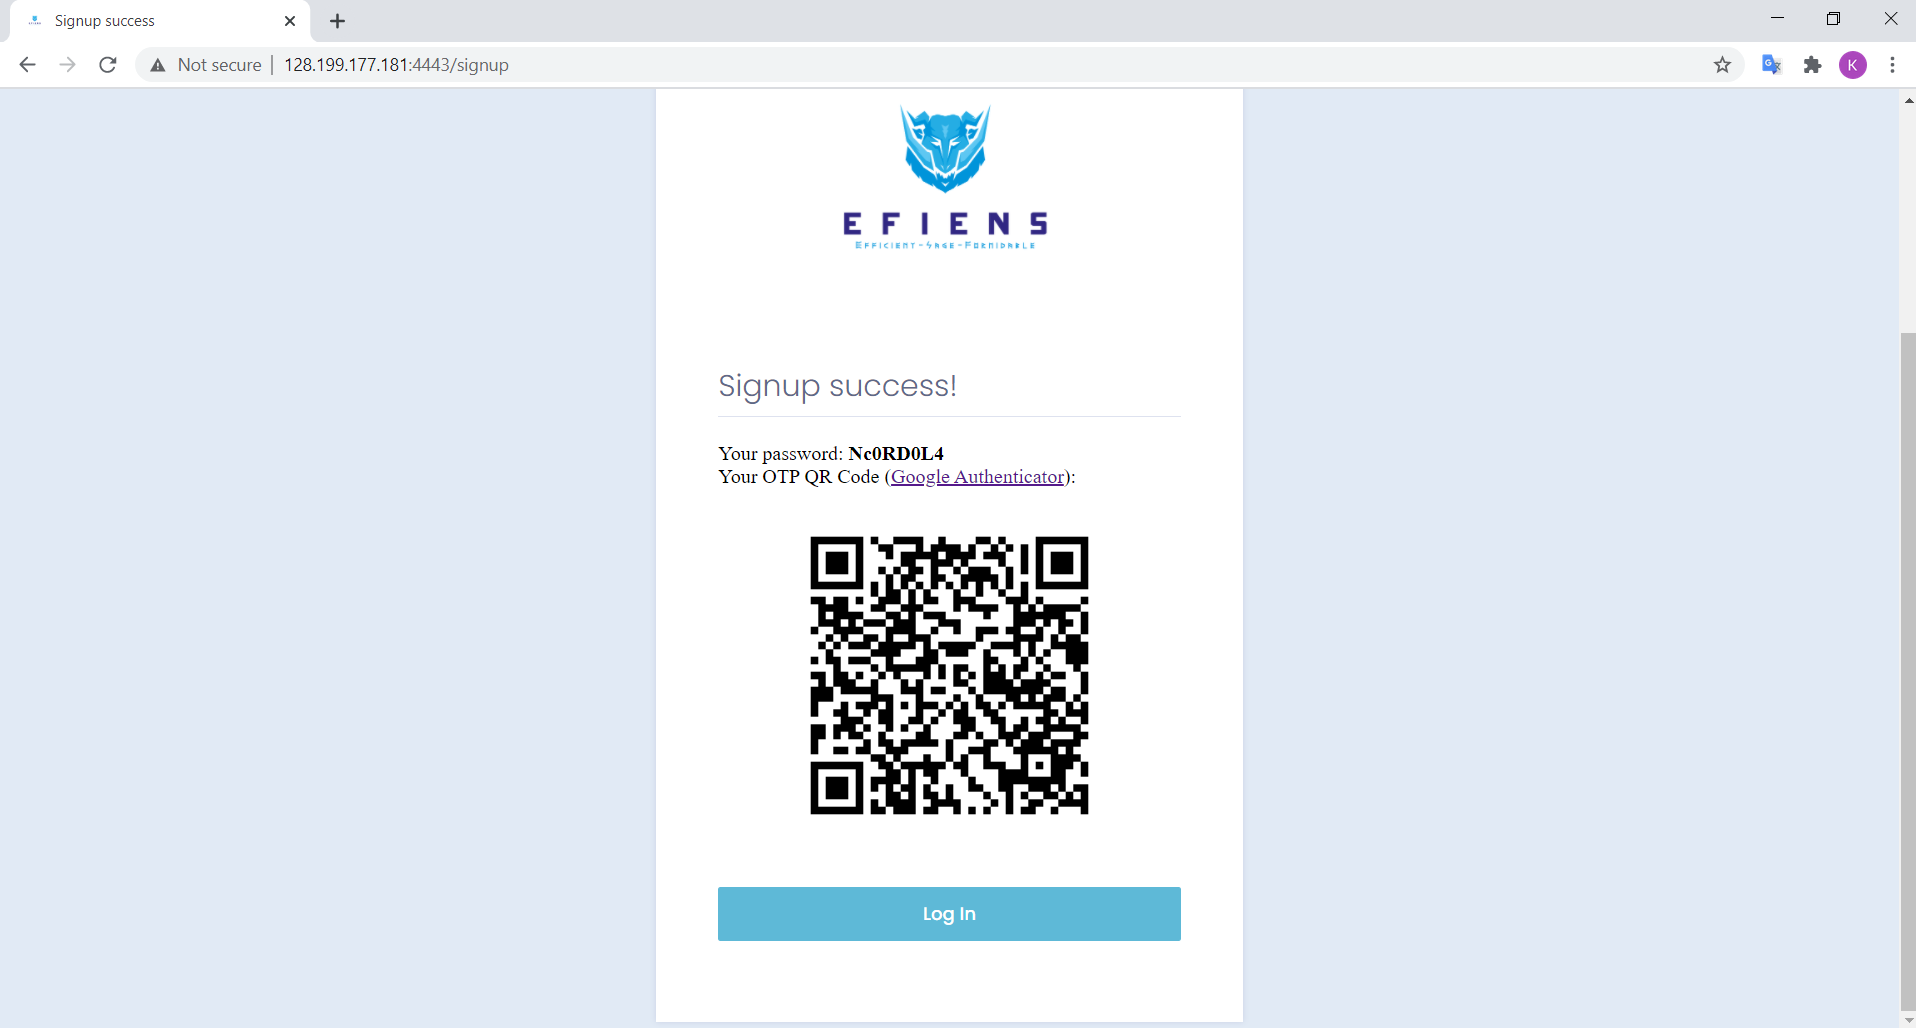 Signup success
Not secure
128.199.177.181:4443/signup
K
EFIENS
Efficient-Sage-Formidable
Signup success!
Your password: Nc0RD0L4
Your OTP QR Code (Google Authenticator):
Log In